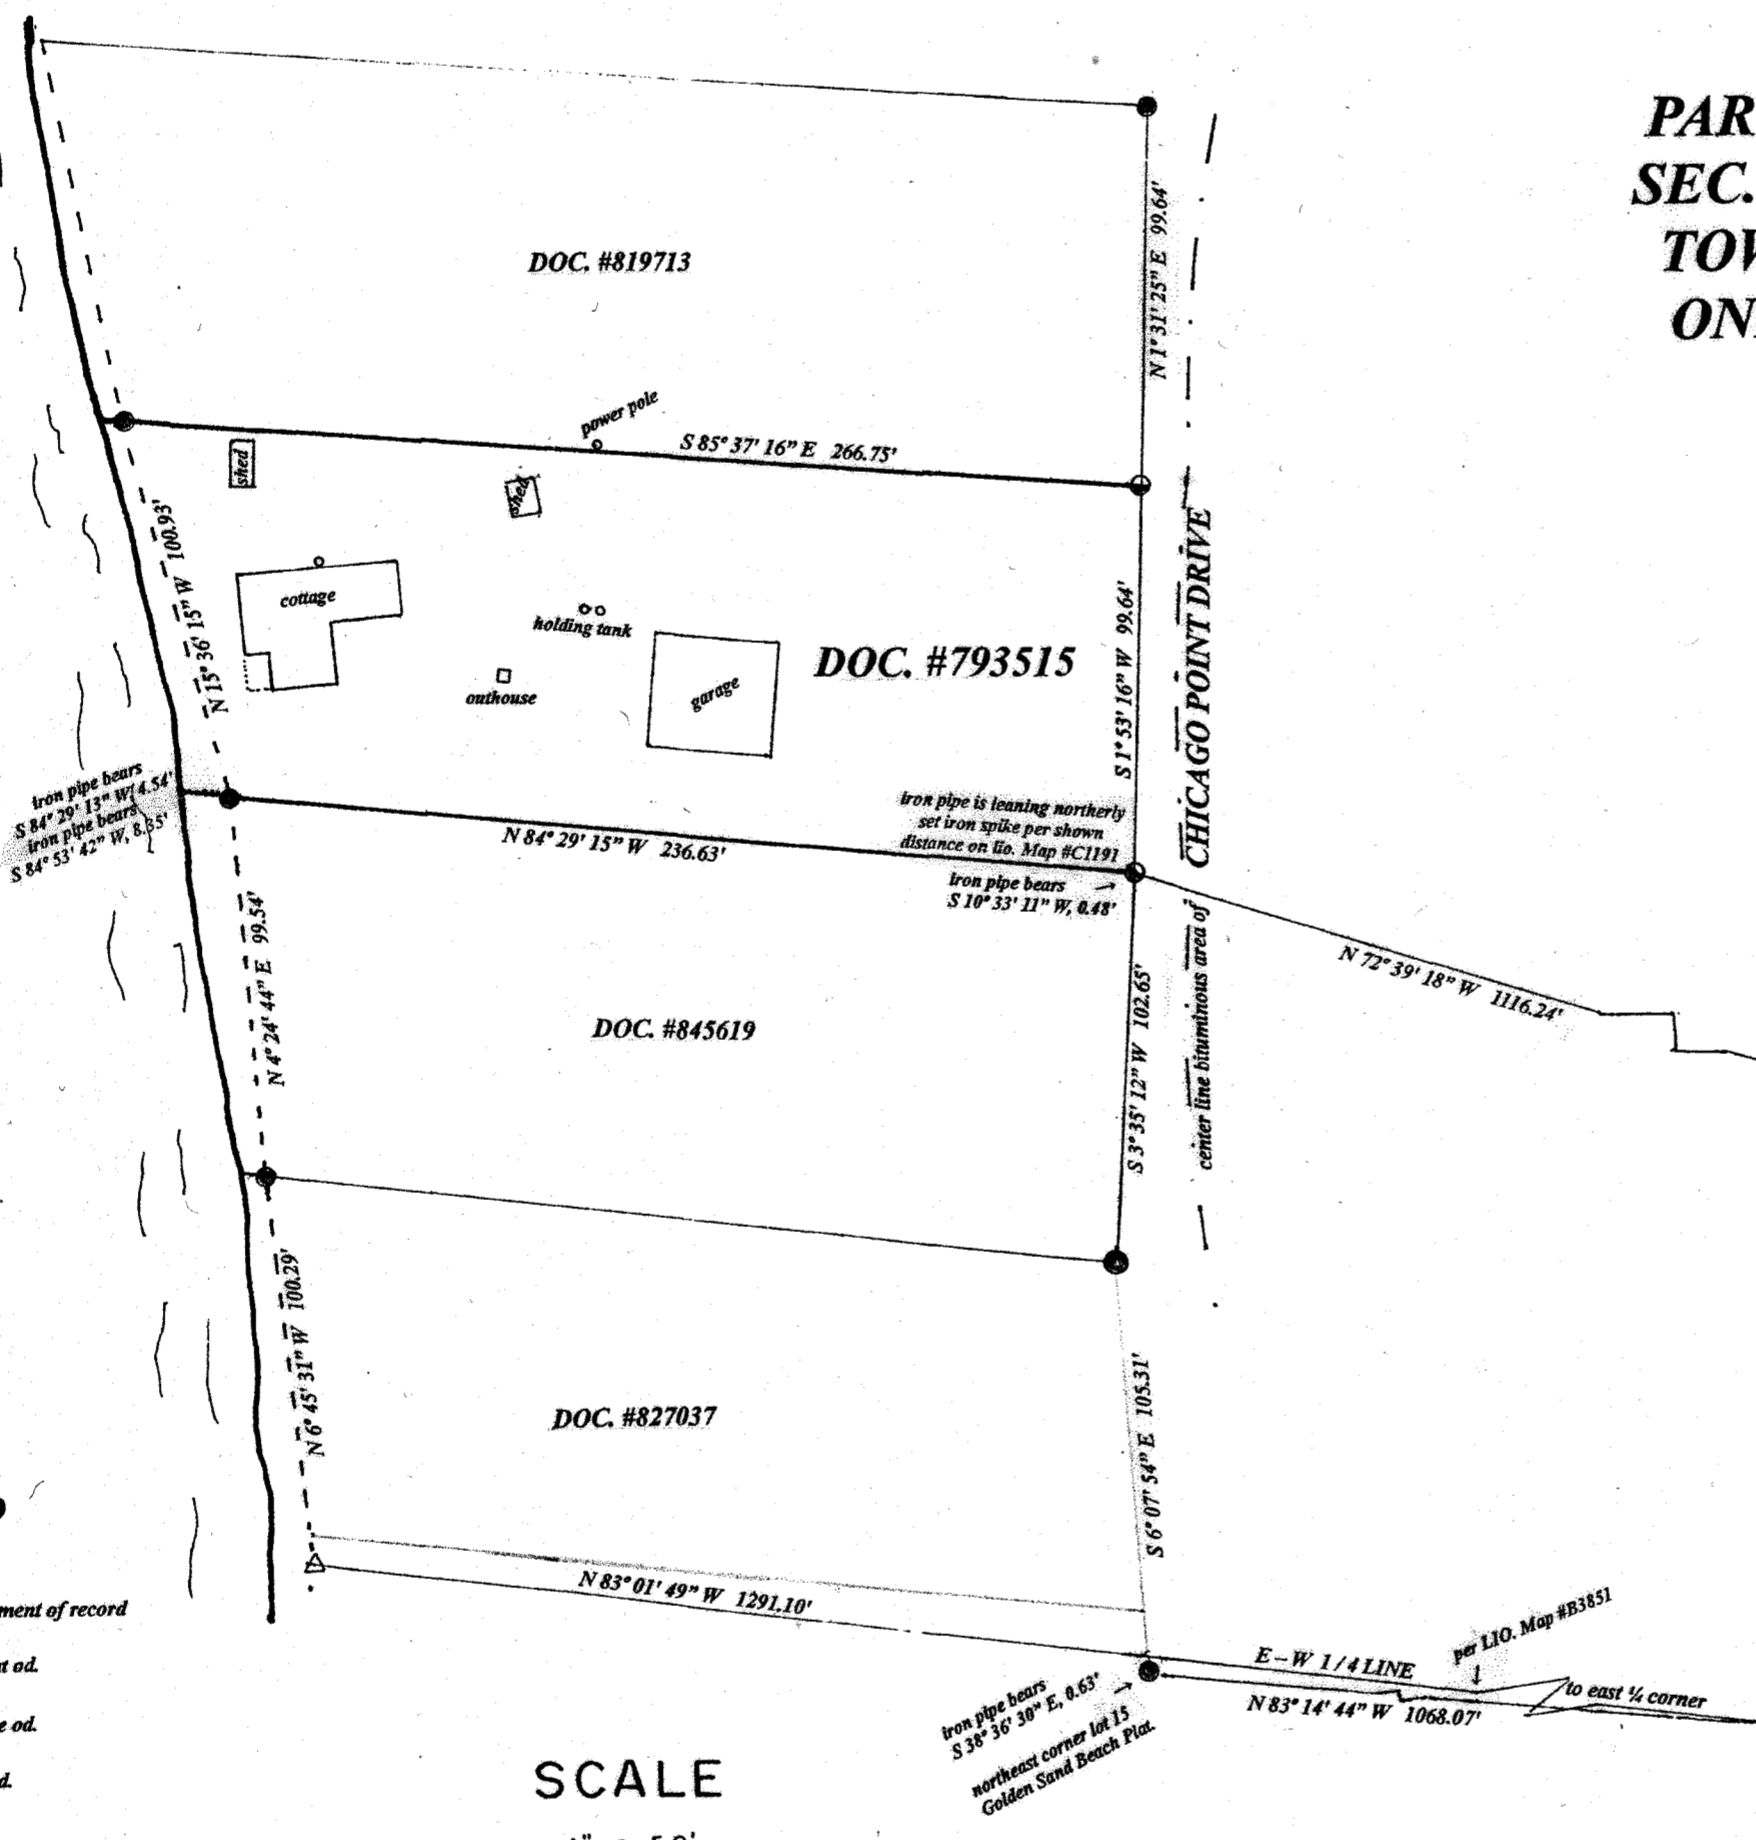 PAR
SEC.
TOW
ON
DOC. #819713
N 1° 31' 25" E 99.64'
power pole
S 85° 37' 16" E 266.75'
shed
shed
N 15° 36' 15" W 100.93'
cottage
holding tank
outhouse
garage
DOC. #793515
S 1° 53' 16" W 99.64'
CHICAGO POINT DRIVE
iron pipe bears
S 84° 29' 13" W, 4.54'
iron pipe bears
S 84° 53' 42" W, 8.35'
N 84° 29' 15" W 236.63'
iron pipe is leaning northerly
set iron spike per shown
distance on lio. Map #C1191
iron pipe bears →
S 10° 33' 11" W, 0.48'
center line bituminous area of
N 72° 39' 18" W 1116.24'
N 4° 24' 44" E 99.54'
DOC. #845619
S 3° 35' 12" W 102.65'
N 6° 45' 31" W 100.29'
DOC. #827037
S 6° 07' 54" E 105.31'
N 83° 01' 49" W 1291.10'
per LIO. Map #B3851
E-W 1/4 LINE
to east ¼ corner
N 83° 14' 44" W 1068.07'
iron pipe bears →
S 38° 36' 30" E, 0.63'
northeast corner lot 15
Golden Sand Beach Plat.
ment of record
t od.
e od.
d.
SCALE